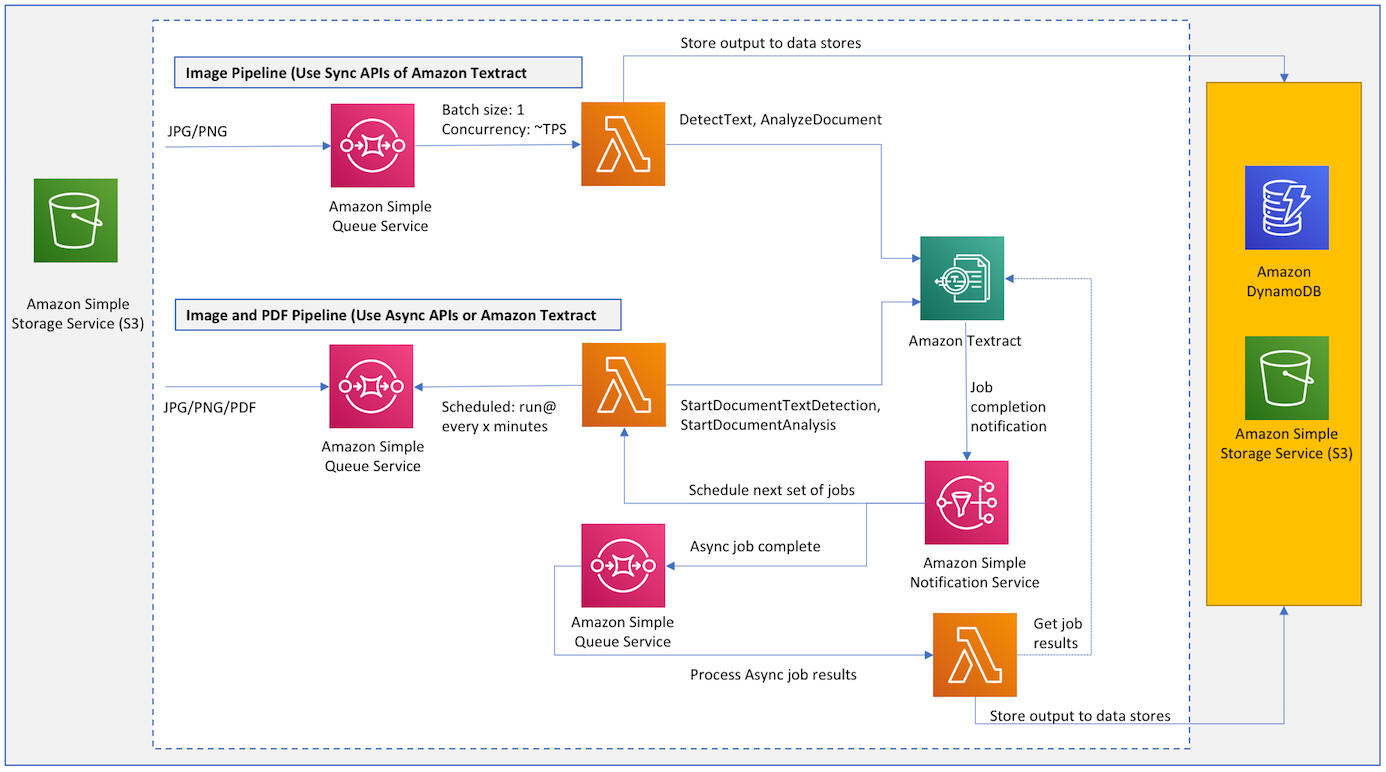 Store output to data stores
Image Pipeline (Use Sync APIs of Amazon Textract
JPG/PNG
Batch size: 1
Concurrency: ~TPS
DetectText, AnalyzeDocument
Amazon Simple
Queue Service
Amazon
DynamoDB
Amazon Simple
Storage Service (S3)
Image and PDF Pipeline (Use Async APIs or Amazon Textract
Amazon Textract
JPG/PNG/PDF
Scheduled: run@
every x minutes
StartDocumentTextDetection,
StartDocumentAnalysis
Job
completion
notification
Amazon Simple
Queue Service
Amazon Simple
Storage Service (S3)
Schedule next set of jobs
Async job complete
Amazon Simple
Notification Service
Amazon Simple
Queue Service
Get job
results
Process Async job results
Store output to data stores